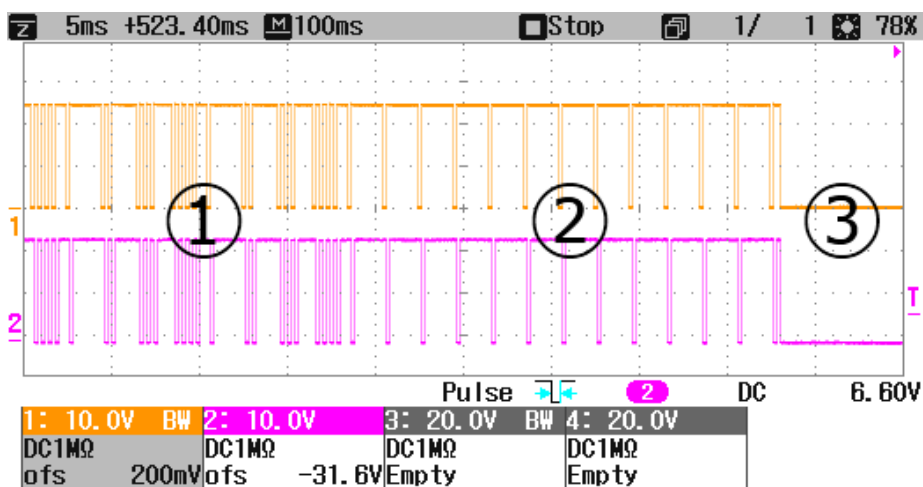 Z 5ms +523.40ms M 100ms Stop 1/ 1 78%
① ② ③
1
2
T
Pulse 2 DC 6.60V
1: 10.0V BW 2: 10.0V 3: 20.0V BW 4: 20.0V
DC1MΩ DC1MΩ DC1MΩ DC1MΩ
ofs 200mV ofs -31.6V Empty Empty